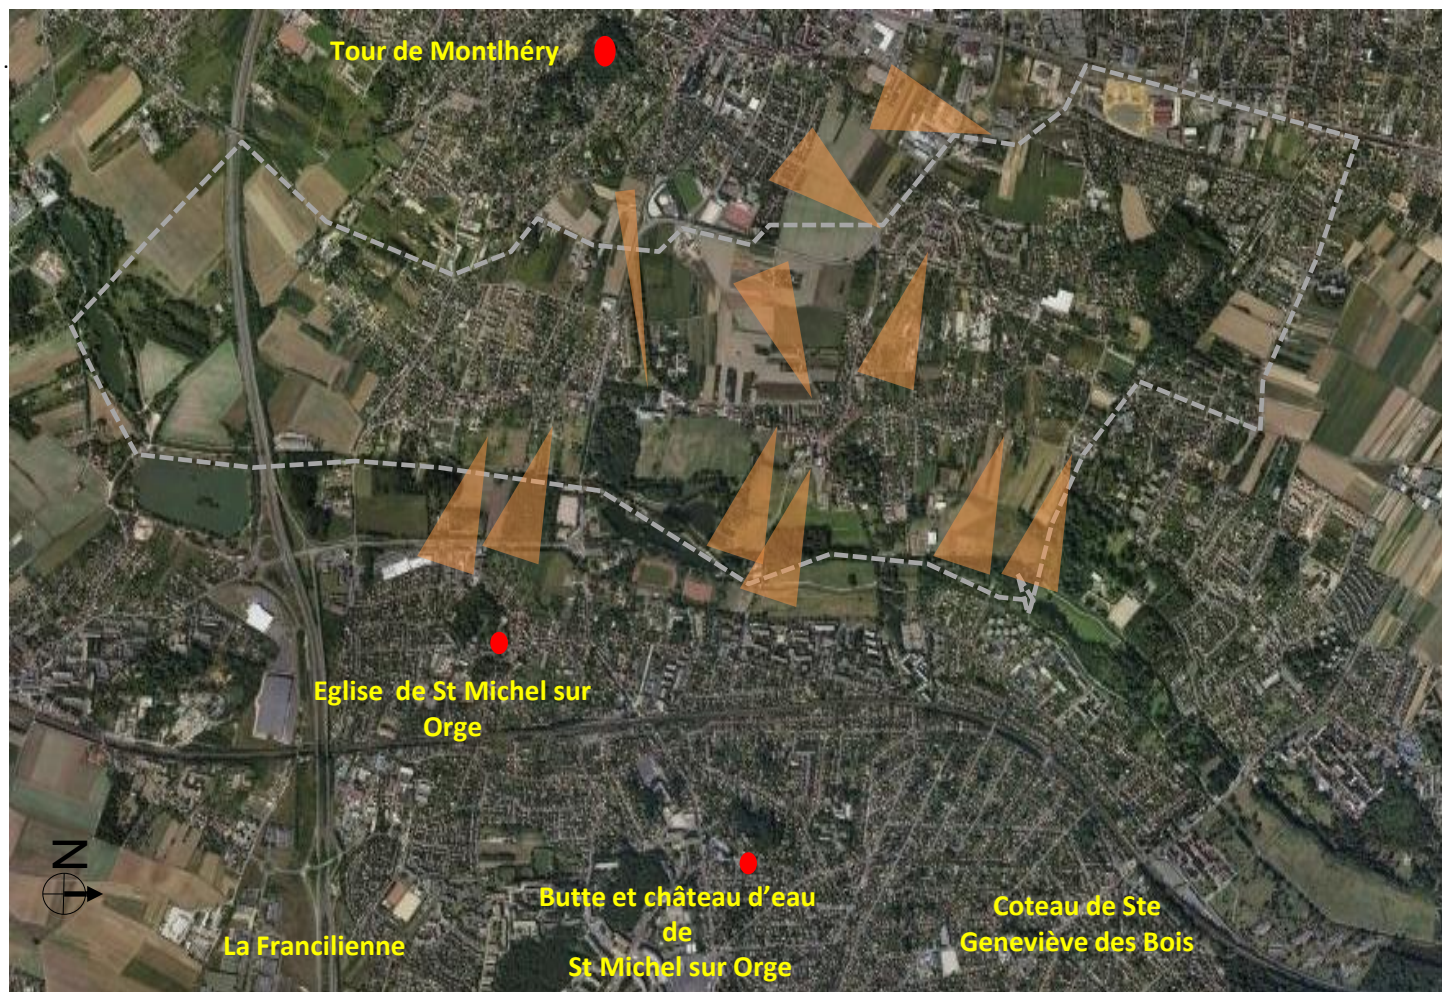 Tour de Montlhéry
.
Eglise  de St Michel sur
Orge
N
Butte et château d’eau
de
St Michel sur Orge
La Francilienne
Coteau de Ste
Geneviève des Bois